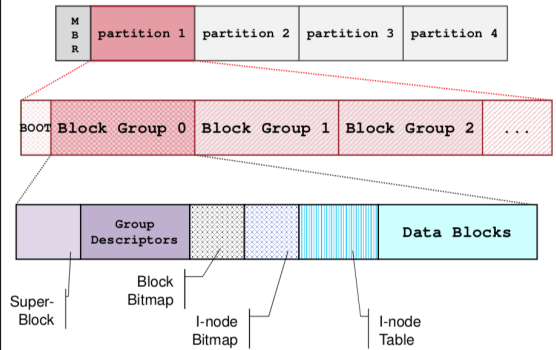 M
B
R
partition 1
partition 2
partition 3
partition 4
BOOT
Block Group 0
Block Group 1
Block Group 2
...
Group
Descriptors
Data Blocks
Super-
Block
Block
Bitmap
I-node
Bitmap
I-node
Table